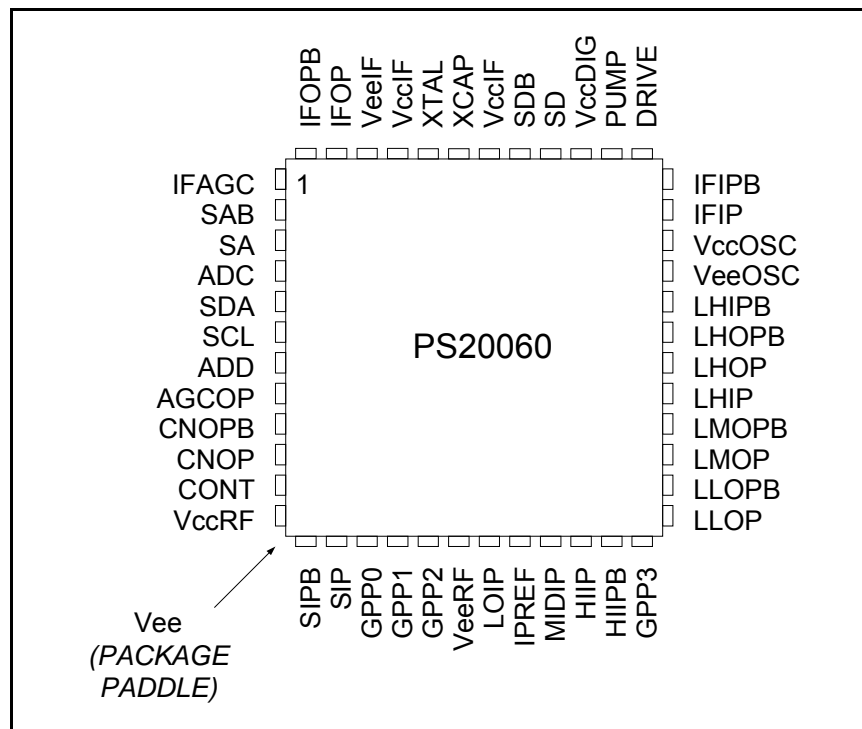 IFOPB
IFOP
VeeIF
VccIF
XTAL
XCAP
VccIF
SDB
SD
VccDIG
PUMP
DRIVE
IFAGC
SAB
SA
ADC
SDA
SCL
ADD
AGCOP
CNOPB
CNOP
CONT
VccRF
1
PS20060
IFIPB
IFIP
VccOSC
VeeOSC
LHIPB
LHOPB
LHOP
LHIP
LMOPB
LMOP
LLOPB
LLOP
SIPB
SIP
GPP0
GPP1
GPP2
VeeRF
LOIP
IPREF
MIDIP
HIIP
HIIPB
GPP3
Vee
(PACKAGE
PADDLE)